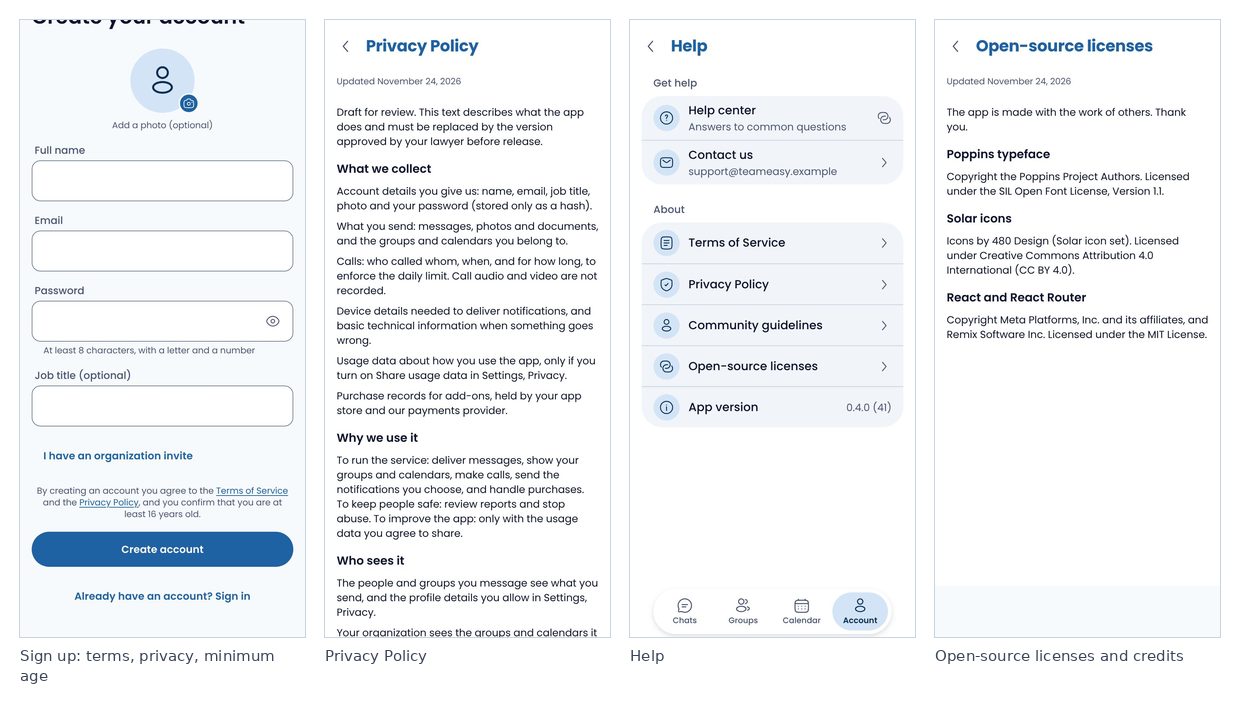 Create your account
Add a photo (optional)
Full name
Email
Password
At least 8 characters, with a letter and a number
Job title (optional)
I have an organization invite
By creating an account you agree to the Terms of Service
and the Privacy Policy, and you confirm that you are at
least 16 years old.
Create account
Already have an account? Sign in
Sign up: terms, privacy, minimum
age
Privacy Policy
Updated November 24, 2026
Draft for review. This text describes what the app
does and must be replaced by the version
approved by your lawyer before release.
What we collect
Account details you give us: name, email, job title,
photo and your password (stored only as a hash).
What you send: messages, photos and documents,
and the groups and calendars you belong to.
Calls: who called whom, when, and for how long, to
enforce the daily limit. Call audio and video are not
recorded.
Device details needed to deliver notifications, and
basic technical information when something goes
wrong.
Usage data about how you use the app, only if you
turn on Share usage data in Settings, Privacy.
Purchase records for add-ons, held by your app
store and our payments provider.
Why we use it
To run the service: deliver messages, show your
groups and calendars, make calls, send the
notifications you choose, and handle purchases.
To keep people safe: review reports and stop
abuse. To improve the app: only with the usage
data you agree to share.
Who sees it
The people and groups you message see what you
send, and the profile details you allow in Settings,
Privacy.
Your organization sees the groups and calendars it
Privacy Policy
Help
Get help
Help center
Answers to common questions
Contact us
support@teameasy.example
About
Terms of Service
Privacy Policy
Community guidelines
Open-source licenses
App version 0.4.0 (41)
Chats Groups Calendar Account
Help
Open-source licenses
Updated November 24, 2026
The app is made with the work of others. Thank
you.
Poppins typeface
Copyright the Poppins Project Authors. Licensed
under the SIL Open Font License, Version 1.1.
Solar icons
Icons by 480 Design (Solar icon set). Licensed
under Creative Commons Attribution 4.0
International (CC BY 4.0).
React and React Router
Copyright Meta Platforms, Inc. and its affiliates, and
Remix Software Inc. Licensed under the MIT License.
Open-source licenses and credits